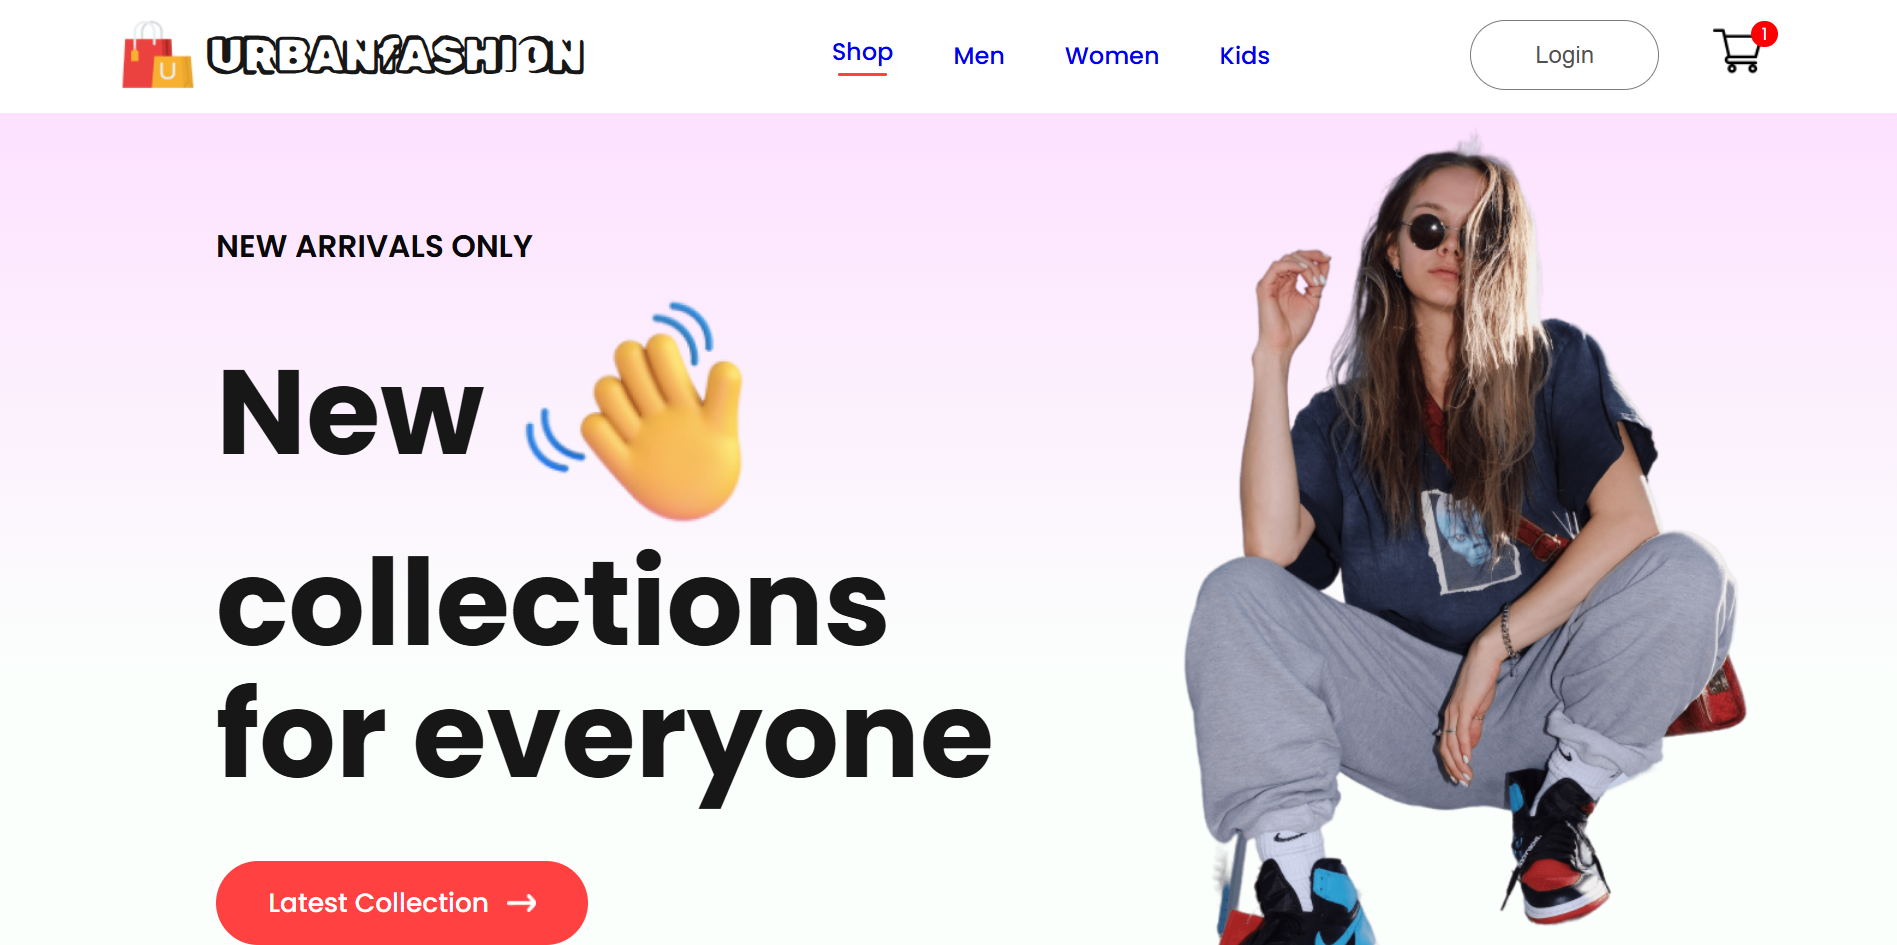 U URBANfASHION
Shop Men Women Kids Login 1
NEW ARRIVALS ONLY
New
collections
for everyone
Latest Collection →